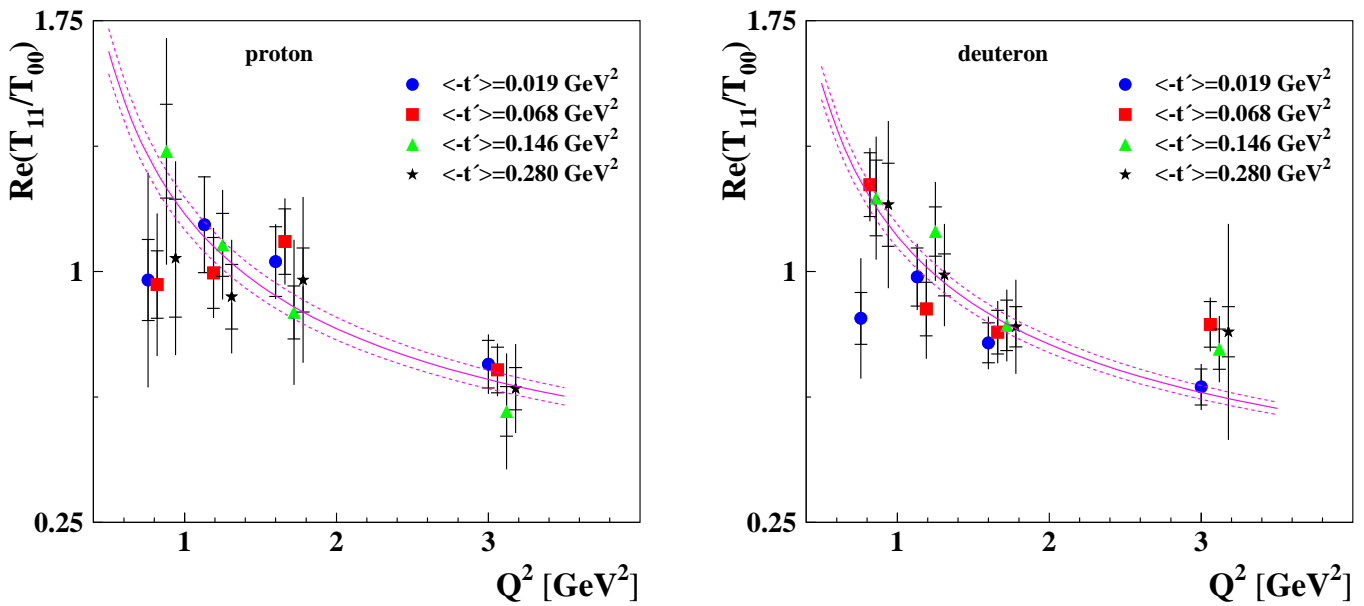 Re(T₁₁/T₀₀)
1.75
1
0.25
proton
<-t´>=0.019 GeV²
<-t´>=0.068 GeV²
<-t´>=0.146 GeV²
<-t´>=0.280 GeV²
1 2 3
Q² [GeV²]
Re(T₁₁/T₀₀)
1.75
1
0.25
deuteron
<-t´>=0.019 GeV²
<-t´>=0.068 GeV²
<-t´>=0.146 GeV²
<-t´>=0.280 GeV²
1 2 3
Q² [GeV²]